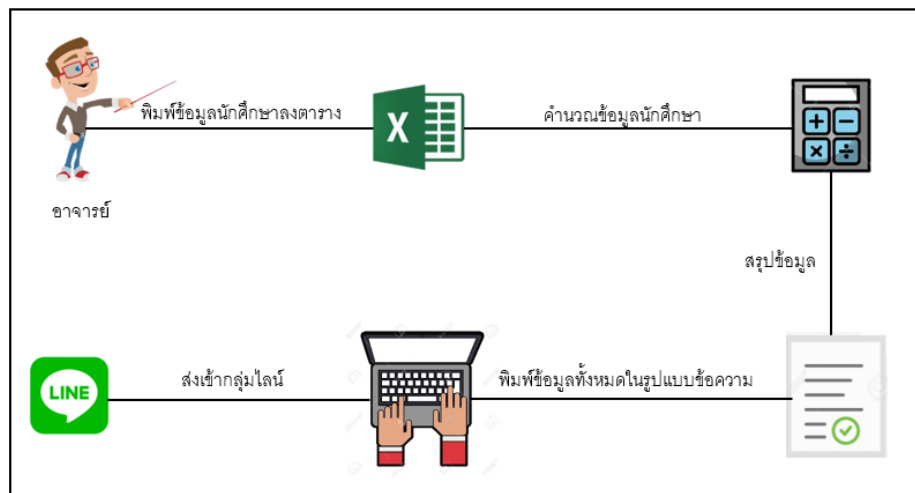 พิมพ์ข้อมูลนักศึกษาลงตาราง
X
คำนวณข้อมูลนักศึกษา
อาจารย์
สรุปข้อมูล
ส่งเข้ากลุ่มไลน์
พิมพ์ข้อมูลทั้งหมดในรูปแบบข้อความ
LINE